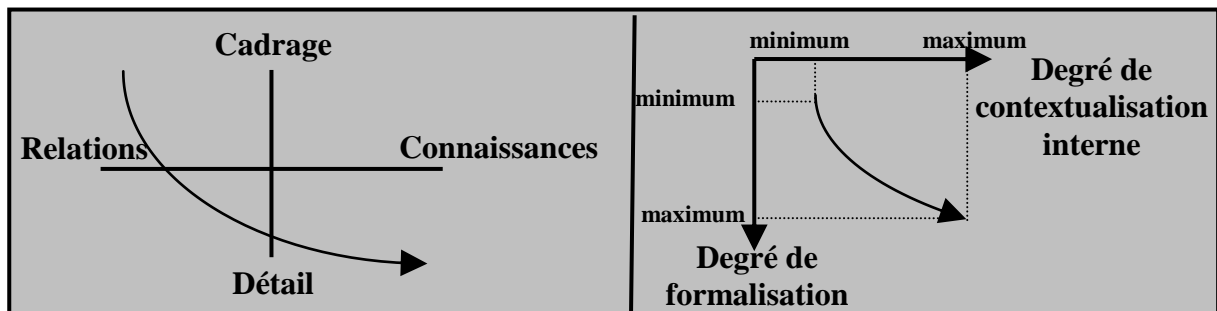 Cadrage
Relations
Connaissances
Détail
minimum
maximum
minimum
maximum
Degré de
contextualisation
interne
Degré de
formalisation